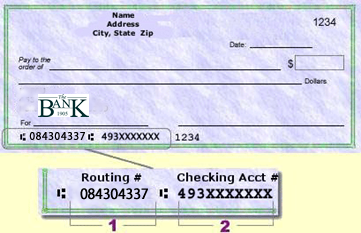 Name
1234
Address
City, State Zip
Date:
Pay to the
order of
$
Dollars
The
BANK
1905
For
⑆ 084304337 ⑆ 493XXXXXXX 1234
Routing # Checking Acct #
⑆ 084304337 ⑆ 493XXXXXXX
1 2